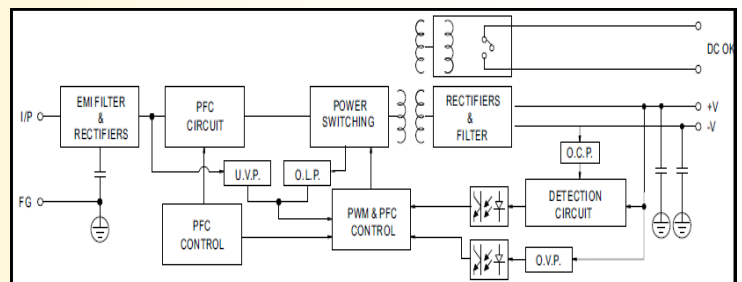 DC OK
I/P
EMI FILTER
&
RECTIFIERS
PFC
CIRCUIT
POWER
SWITCHING
RECTIFIERS
&
FILTER
+V
-V
U.V.P.
O.L.P.
O.C.P.
FG
PFC
CONTROL
PWM & PFC
CONTROL
DETECTION
CIRCUIT
O.V.P.